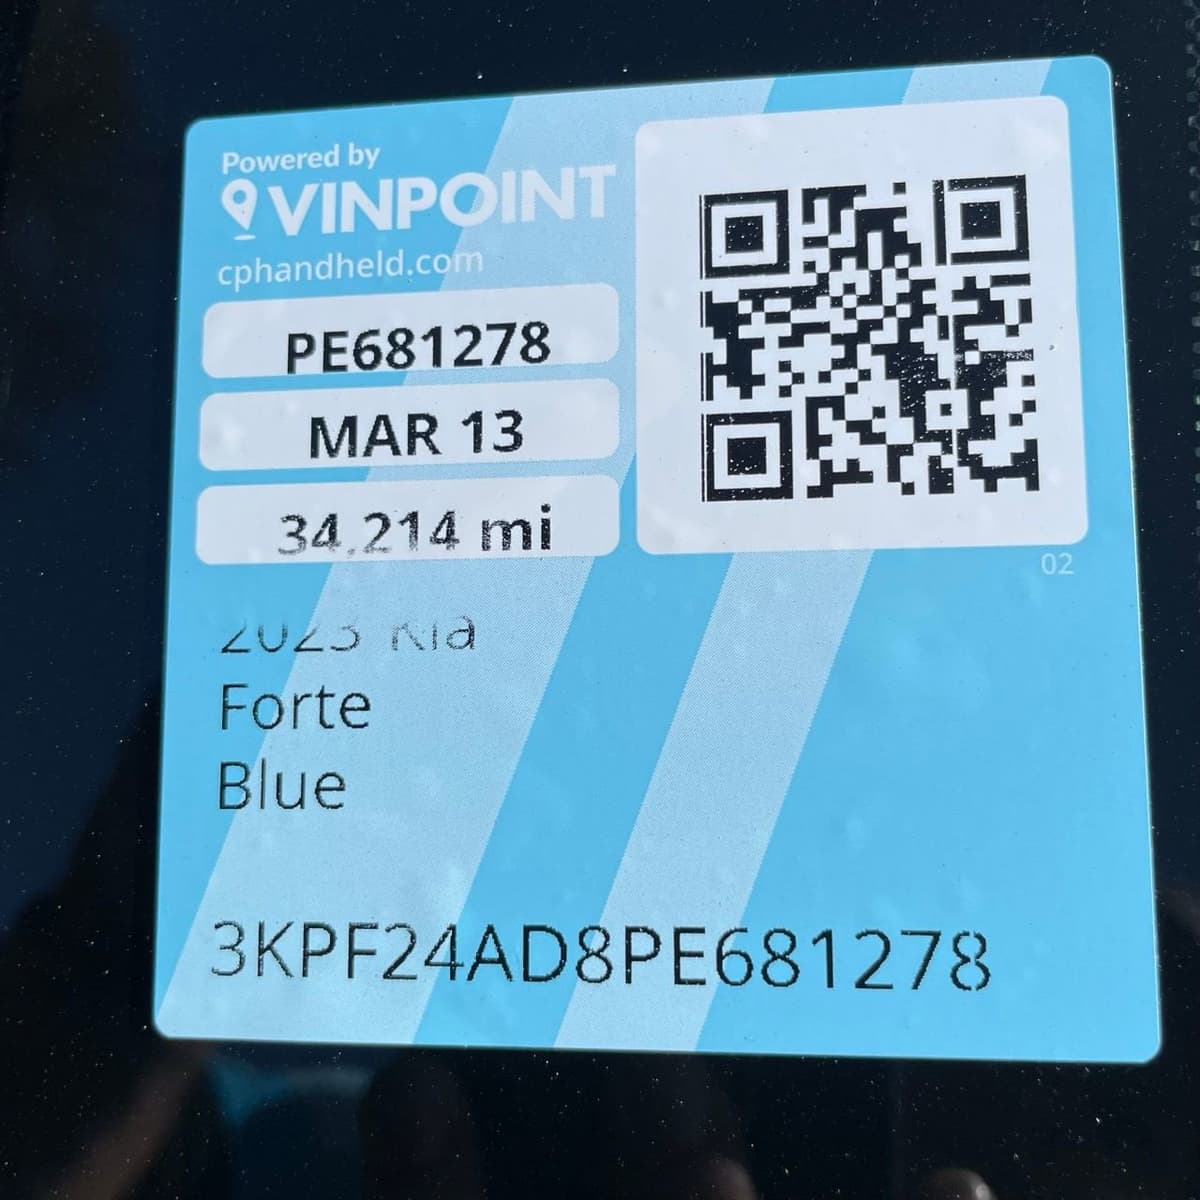 Powered by
VINPOINT
cphandheld.com
PE681278
MAR 13
34,214 mi
02
2023 Kia
Forte
Blue
3KPF24AD8PE681278